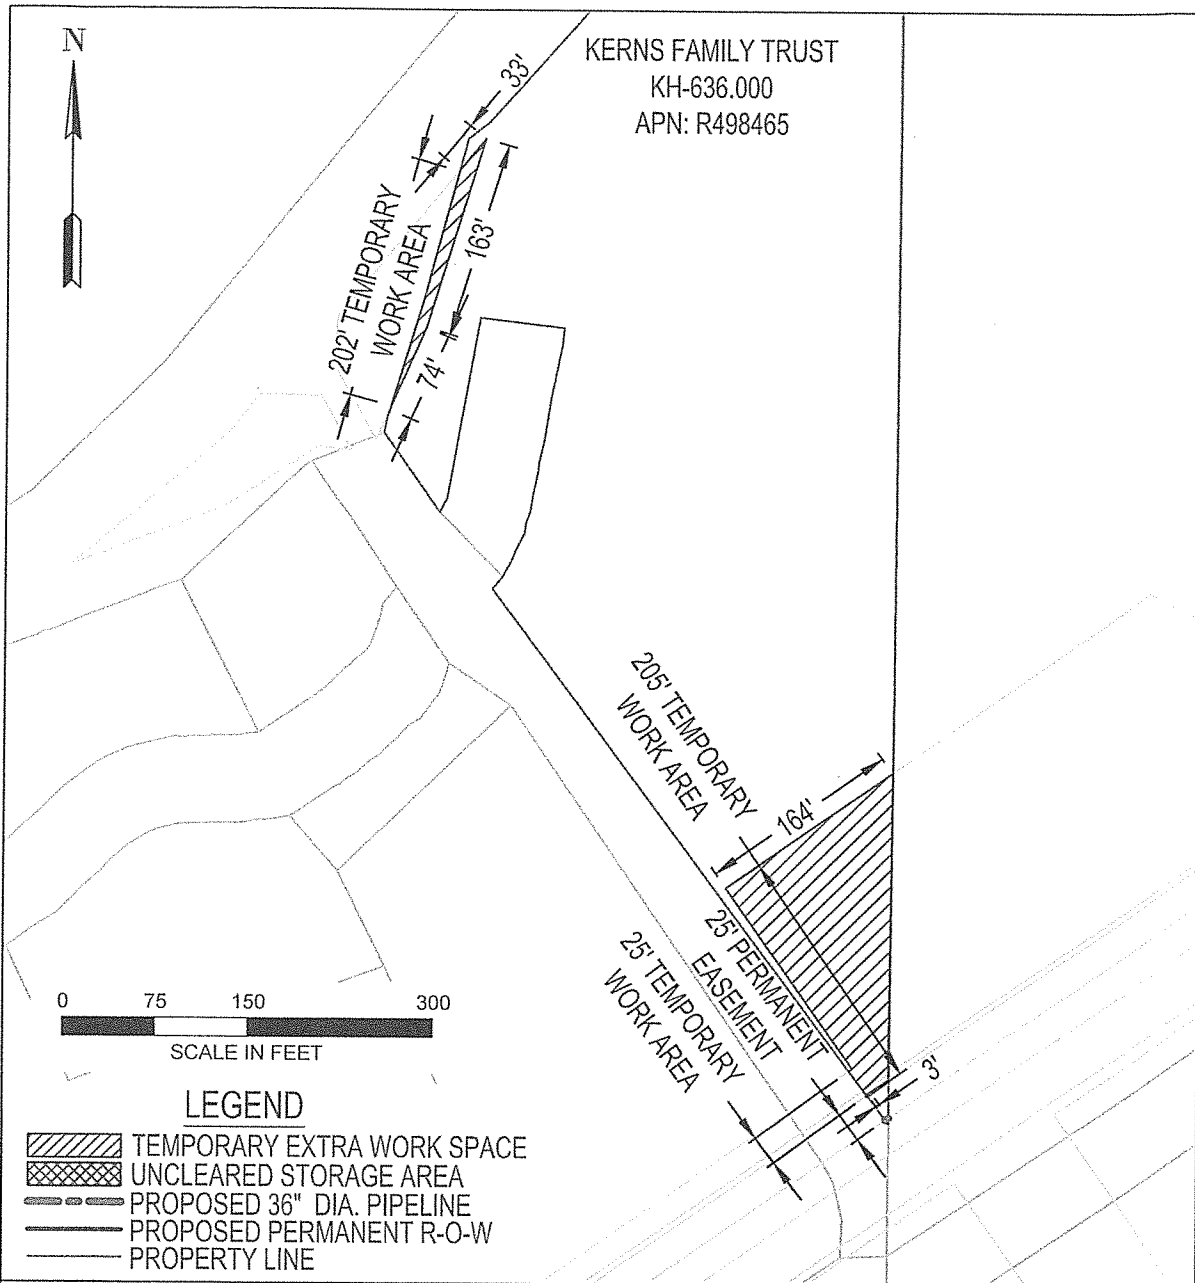 N
KERNS FAMILY TRUST
KH-636.000
APN: R498465
33'
163'
202' TEMPORARY
WORK AREA
74'
205' TEMPORARY
WORK AREA
164'
25' PERMANENT
EASEMENT
25' TEMPORARY
WORK AREA
3'
0 75 150 300
SCALE IN FEET
LEGEND
TEMPORARY EXTRA WORK SPACE
UNCLEARED STORAGE AREA
PROPOSED 36" DIA. PIPELINE
PROPOSED PERMANENT R-O-W
PROPERTY LINE